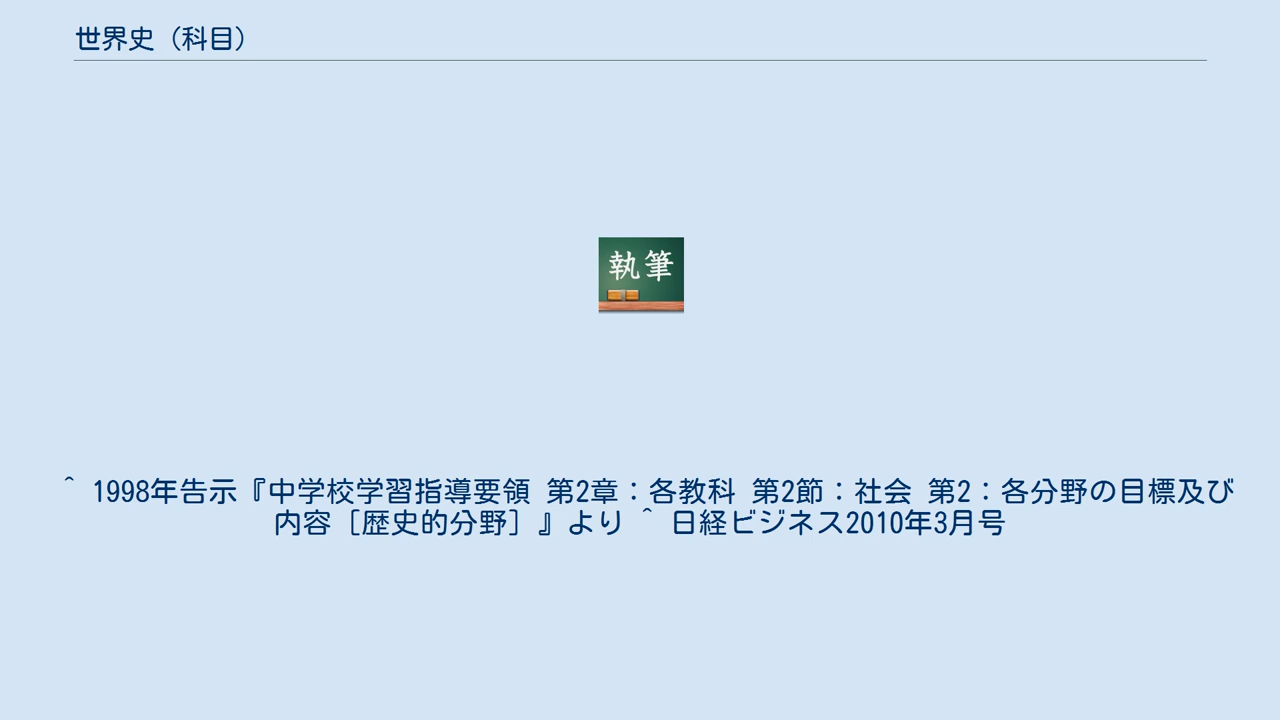 世界史（科目）
執筆
^ 1998年告示『中学校学習指導要領 第2章：各教科 第2節：社会 第2：各分野の目標及び
内容［歴史的分野］』より ^ 日経ビジネス2010年3月号